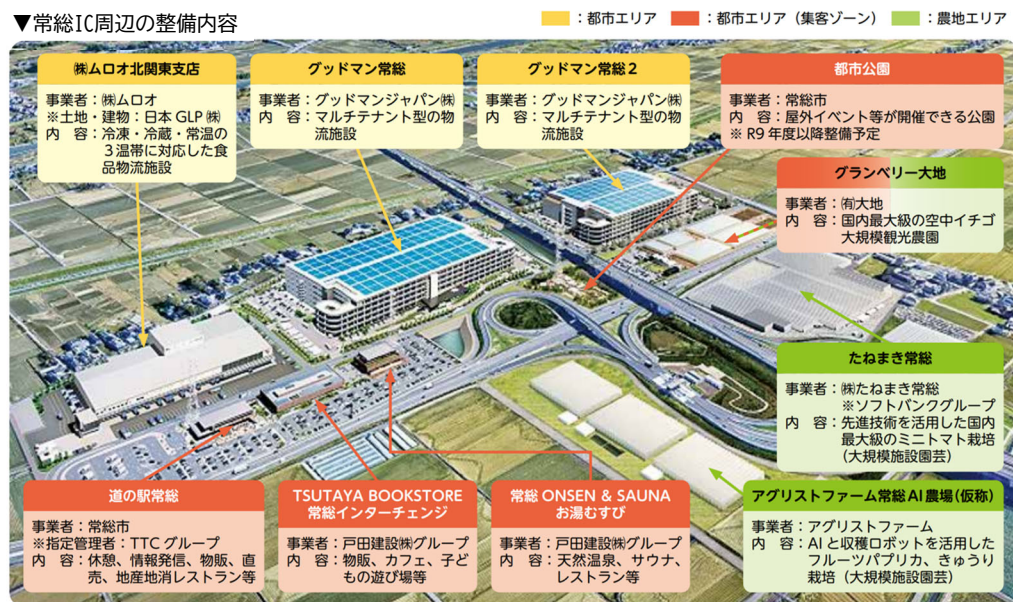 ▼常総IC周辺の整備内容
：都市エリア
：都市エリア（集客ゾーン）
：農地エリア
㈱ムロオ北関東支店
事業者：㈱ムロオ
※土地・建物：日本 GLP ㈱
内　容：冷凍・冷蔵・常温の
３温帯に対応した食
品物流施設
グッドマン常総
事業者：グッドマンジャパン㈱
内　容：マルチテナント型の物
流施設
グッドマン常総２
事業者：グッドマンジャパン㈱
内　容：マルチテナント型の物
流施設
都市公園
事業者：常総市
内　容：屋外イベント等が開催できる公園
※ R9 年度以降整備予定
グランベリー大地
事業者：㈲大地
内　容：国内最大級の空中イチゴ
大規模観光農園
たねまき常総
事業者：㈱たねまき常総
※ソフトバンクグループ
内　容：先進技術を活用した国内
最大級のミニトマト栽培
（大規模施設園芸）
道の駅常総
事業者：常総市
※指定管理者：TTC グループ
内　容：休憩、情報発信、物販、直
売、地産地消レストラン等
TSUTAYA BOOKSTORE
常総インターチェンジ
事業者：戸田建設㈱グループ
内　容：物販、カフェ、子ど
もの遊び場等
常総 ONSEN & SAUNA
お湯むすび
事業者：戸田建設㈱グループ
内　容：天然温泉、サウナ、
レストラン等
アグリストファーム常総AI農場（仮称）
事業者：アグリストファーム
内　容：AI と収穫ロボットを活用した
フルーツパプリカ、きゅうり
栽培（大規模施設園芸）